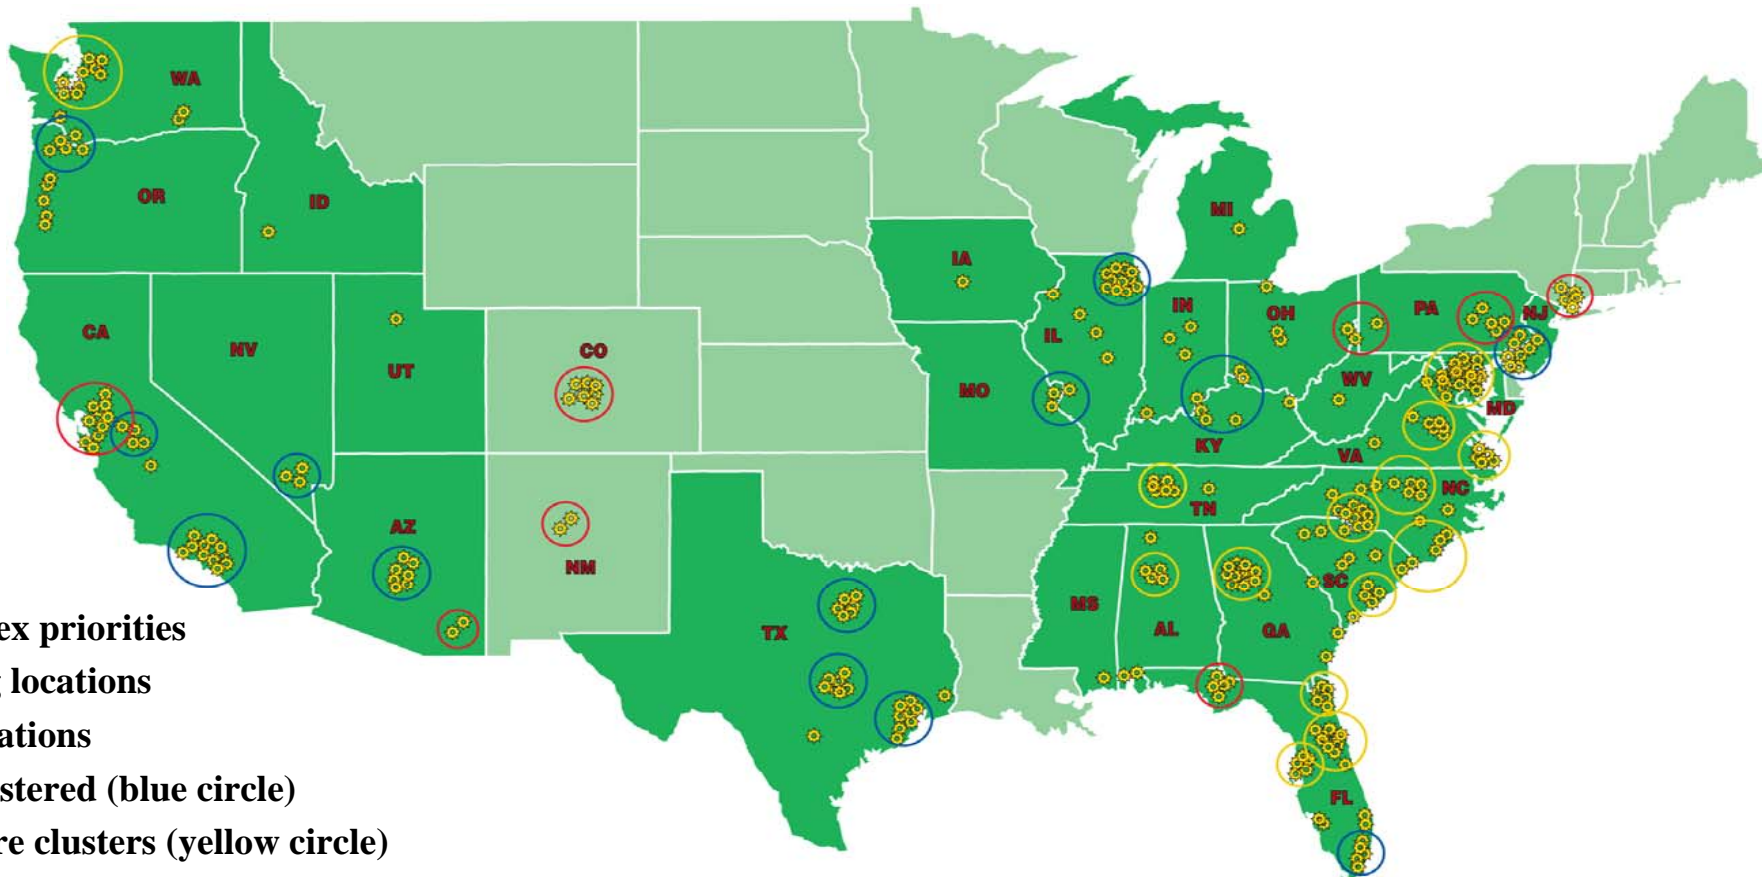 WA
OR
ID
MI
IA
CA
NV
UT
CO
IL
IN
OH
PA
NJ
MO
WV
MD
KY
VA
AZ
NM
TN
NC
TX
MS
AL
GA
SC
FL
ex priorities
g locations
ations
stered (blue circle)
re clusters (yellow circle)